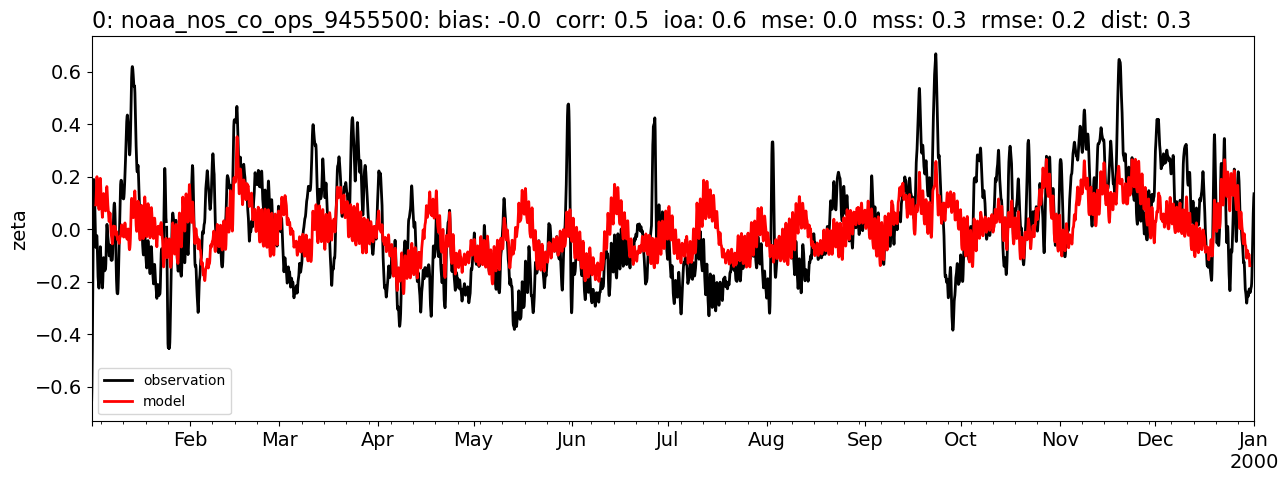 0: noaa_nos_co_ops_9455500: bias: -0.0  corr: 0.5  ioa: 0.6  mse: 0.0  mss: 0.3  rmse: 0.2  dist: 0.3
zeta
0.6
0.4
0.2
0.0
−0.2
−0.4
−0.6
observation
model
Feb Mar Apr May Jun Jul Aug Sep Oct Nov Dec Jan
2000